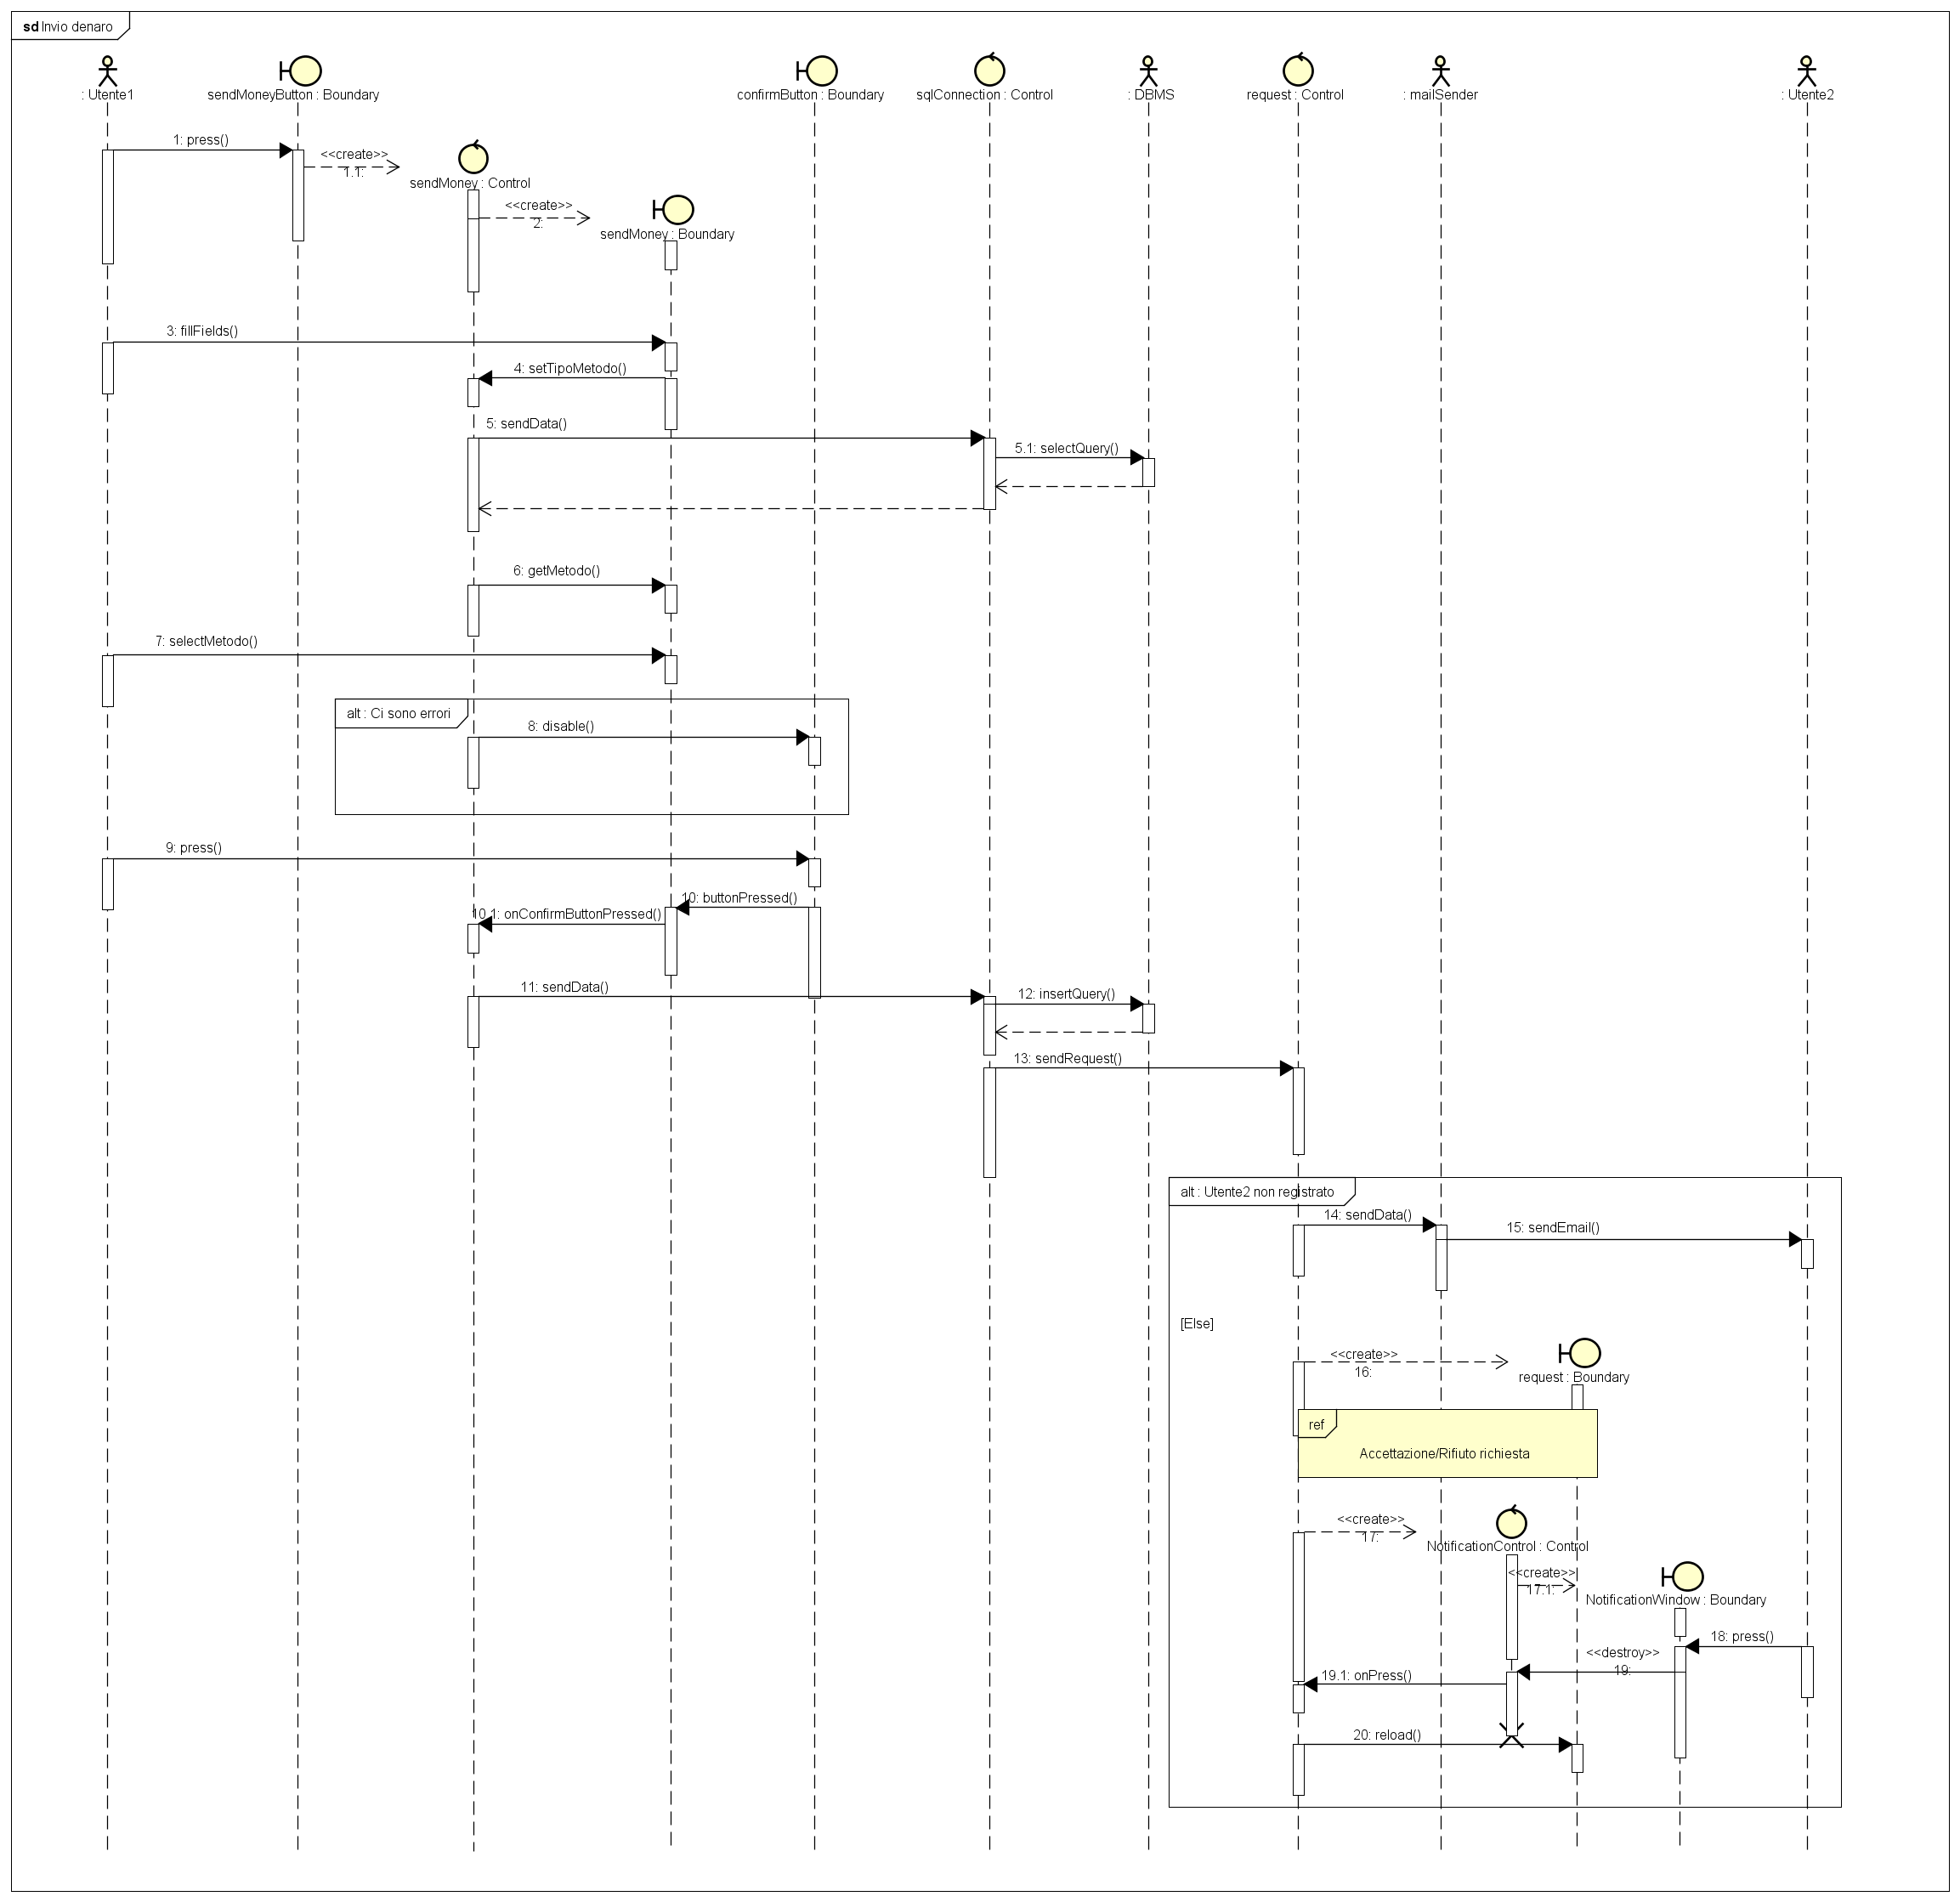 sd Invio denaro
: Utente1
sendMoneyButton : Boundary
confirmButton : Boundary
sqlConnection : Control
: DBMS
request : Control
: mailSender
: Utente2
1: press()
<<create>>
1.1:
sendMoney : Control
<<create>>
2:
sendMoney : Boundary
3: fillFields()
4: setTipoMetodo()
5: sendData()
5.1: selectQuery()
6: getMetodo()
7: selectMetodo()
alt : Ci sono errori
8: disable()
9: press()
10: buttonPressed()
10.1: onConfirmButtonPressed()
11: sendData()
12: insertQuery()
13: sendRequest()
alt : Utente2 non registrato
14: sendData()
15: sendEmail()
[Else]
<<create>>
16:
request : Boundary
ref
Accettazione/Rifiuto richiesta
<<create>>
17:
NotificationControl : Control
<<create>>
17.1:
NotificationWindow : Boundary
18: press()
<<destroy>>
19:
19.1: onPress()
20: reload()